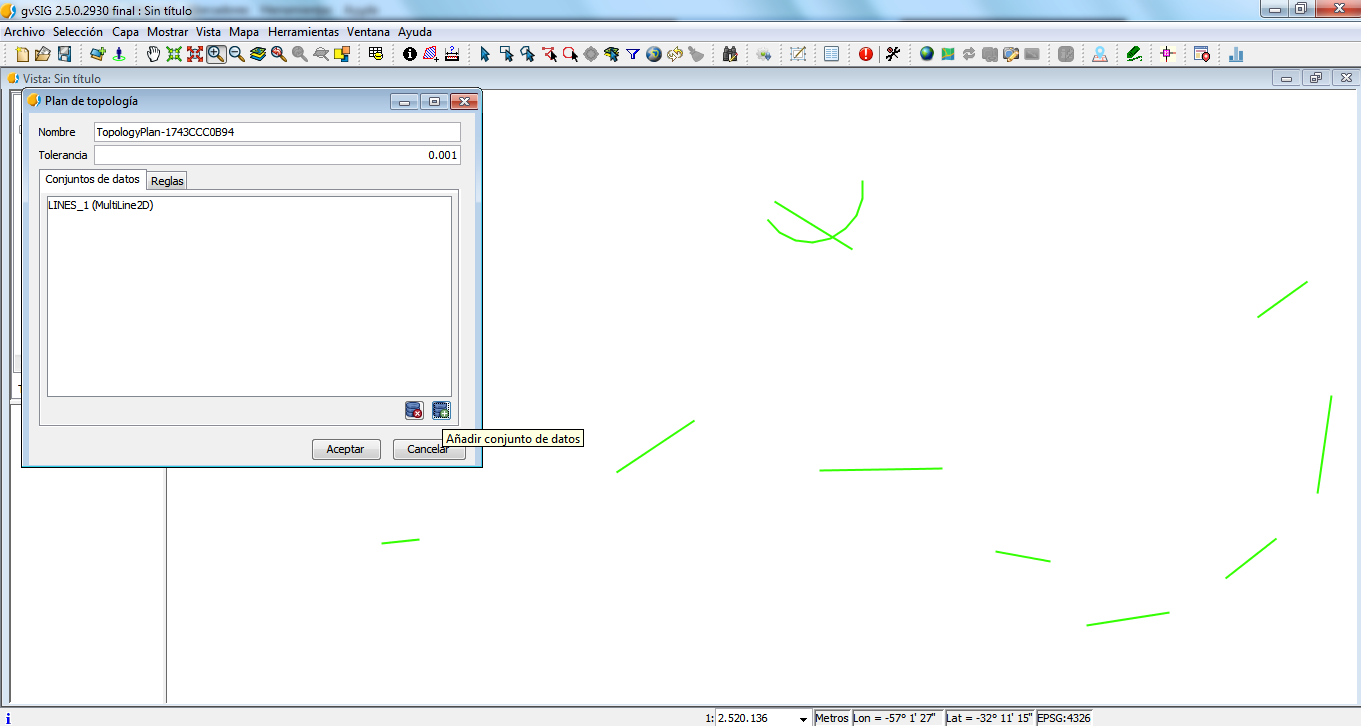 gvSIG 2.5.0.2930 final : Sin título
Archivo Selección Capa Mostrar Vista Mapa Herramientas Ventana Ayuda
Vista: Sin título
Plan de topología
Nombre TopologyPlan-1743CCC0B94
Tolerancia 0.001
Conjuntos de datos Reglas
LINES_1 (MultiLine2D)
Añadir conjunto de datos
Aceptar Cancelar
1: 2.520.136 Metros Lon = -57° 1' 27" Lat = -32° 11' 15" EPSG:4326